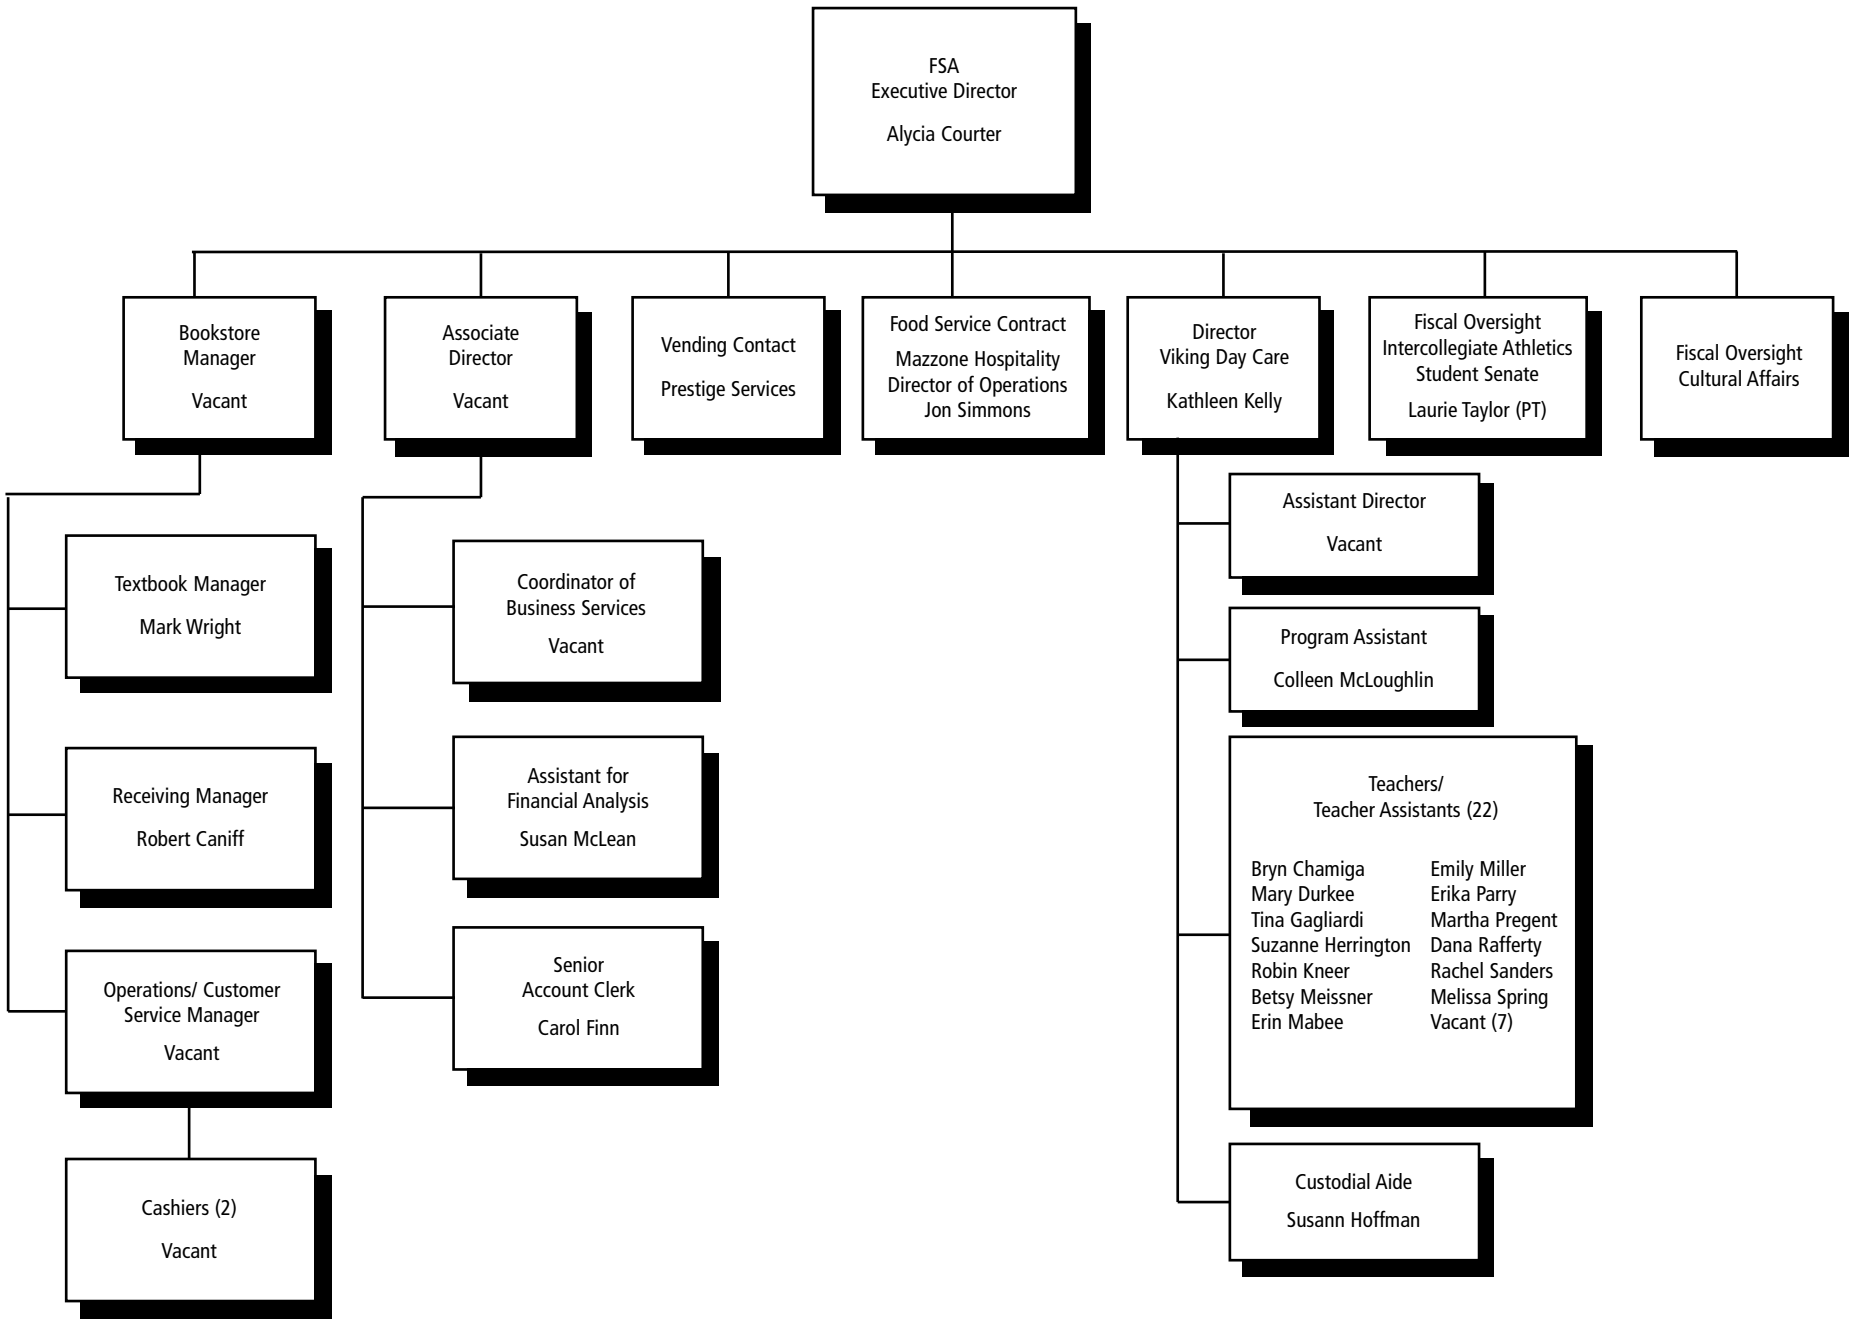 FSA
Executive Director
Alycia Courter
Bookstore
Manager
Vacant
Associate
Director
Vacant
Vending Contact
Prestige Services
Food Service Contract
Mazzone Hospitality
Director of Operations
Jon Simmons
Director
Viking Day Care
Kathleen Kelly
Fiscal Oversight
Intercollegiate Athletics
Student Senate
Laurie Taylor (PT)
Fiscal Oversight
Cultural Affairs
Textbook Manager
Mark Wright
Receiving Manager
Robert Caniff
Operations/ Customer
Service Manager
Vacant
Cashiers (2)
Vacant
Coordinator of
Business Services
Vacant
Assistant for
Financial Analysis
Susan McLean
Senior
Account Clerk
Carol Finn
Assistant Director
Vacant
Program Assistant
Colleen McLoughlin
Teachers/
Teacher Assistants (22)
Bryn Chamiga
Mary Durkee
Tina Gagliardi
Suzanne Herrington
Robin Kneer
Betsy Meissner
Erin Mabee
Emily Miller
Erika Parry
Martha Pregent
Dana Rafferty
Rachel Sanders
Melissa Spring
Vacant (7)
Custodial Aide
Susann Hoffman